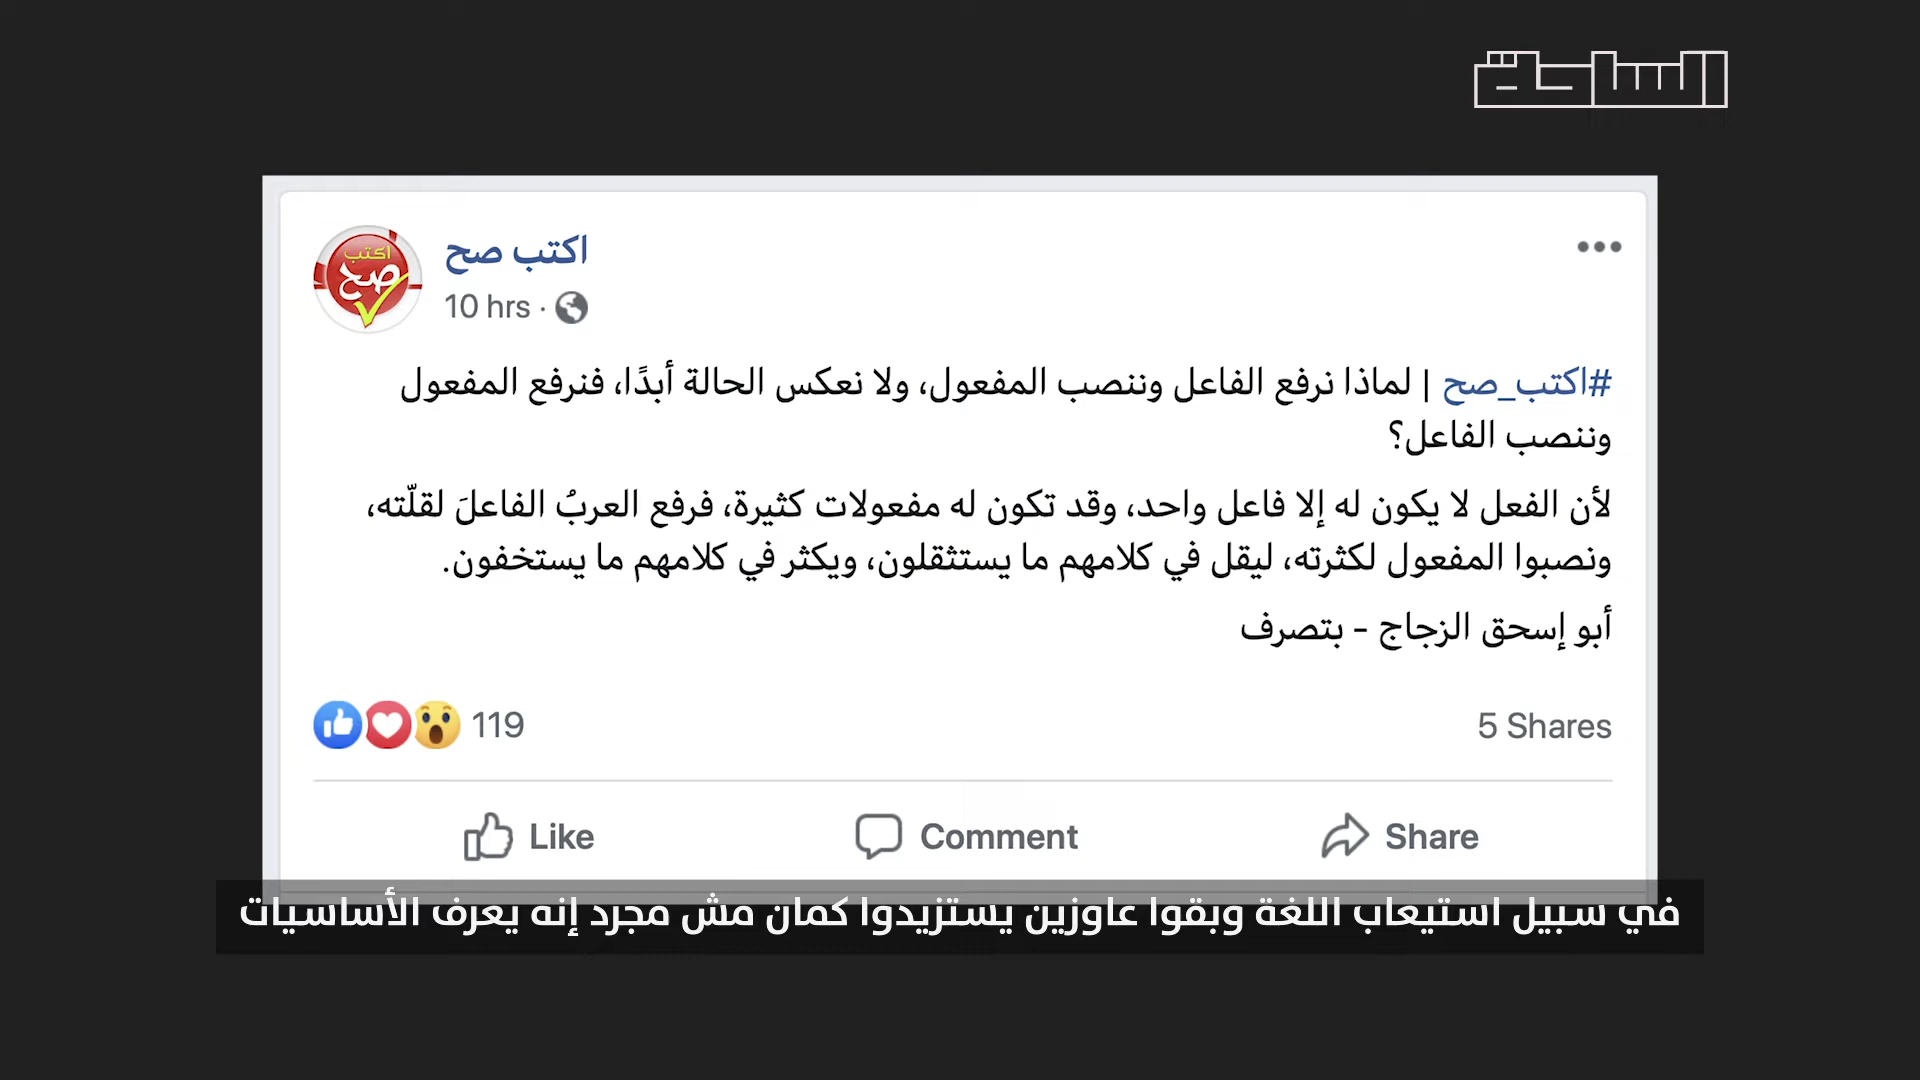 الساحة
اكتب صح
اكتب
صح
10 hrs ·
#اكتب_صح | لماذا نرفع الفاعل وننصب المفعول، ولا نعكس الحالة أبدًا، فنرفع المفعول
وننصب الفاعل؟
لأن الفعل لا يكون له إلا فاعل واحد، وقد تكون له مفعولات كثيرة، فرفع العربُ الفاعلَ لقلّته،
ونصبوا المفعول لكثرته، ليقل في كلامهم ما يستثقلون، ويكثر في كلامهم ما يستخفون.
أبو إسحق الزجاج - بتصرف
119
5 Shares
Like
Comment
Share
في سبيل استيعاب اللغة وبقوا عاوزين يستزيدوا كمان مش مجرد إنه يعرف الأساسيات